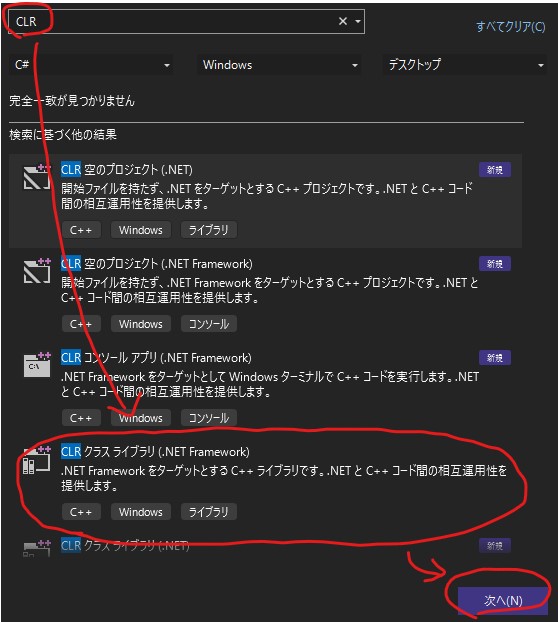 CLR
すべてクリア(C)
C#
Windows
デスクトップ
完全一致が見つかりません
検索に基づく他の結果
CLR 空のプロジェクト (.NET)
新規
開始ファイルを持たず、.NET をターゲットとする C++ プロジェクトです。.NET と C++ コード
間の相互運用性を提供します。
C++ Windows ライブラリ
CLR 空のプロジェクト (.NET Framework)
新規
開始ファイルを持たず、.NET Framework をターゲットとする C++ プロジェクトです。.NET と
C++ コード間の相互運用性を提供します。
C++ Windows コンソール
CLR コンソール アプリ (.NET Framework)
新規
.NET Framework をターゲットとして Windows ターミナルで C++ コードを実行します。.NET
と C++ コード間の相互運用性を提供します。
C++ Windows コンソール
CLR クラス ライブラリ (.NET Framework)
.NET Framework をターゲットとする C++ ライブラリです。.NET と C++ コード間の相互運用性を
提供します。
C++ Windows ライブラリ
CLR クラス ライブラリ (.NET)
新規
次へ(N)